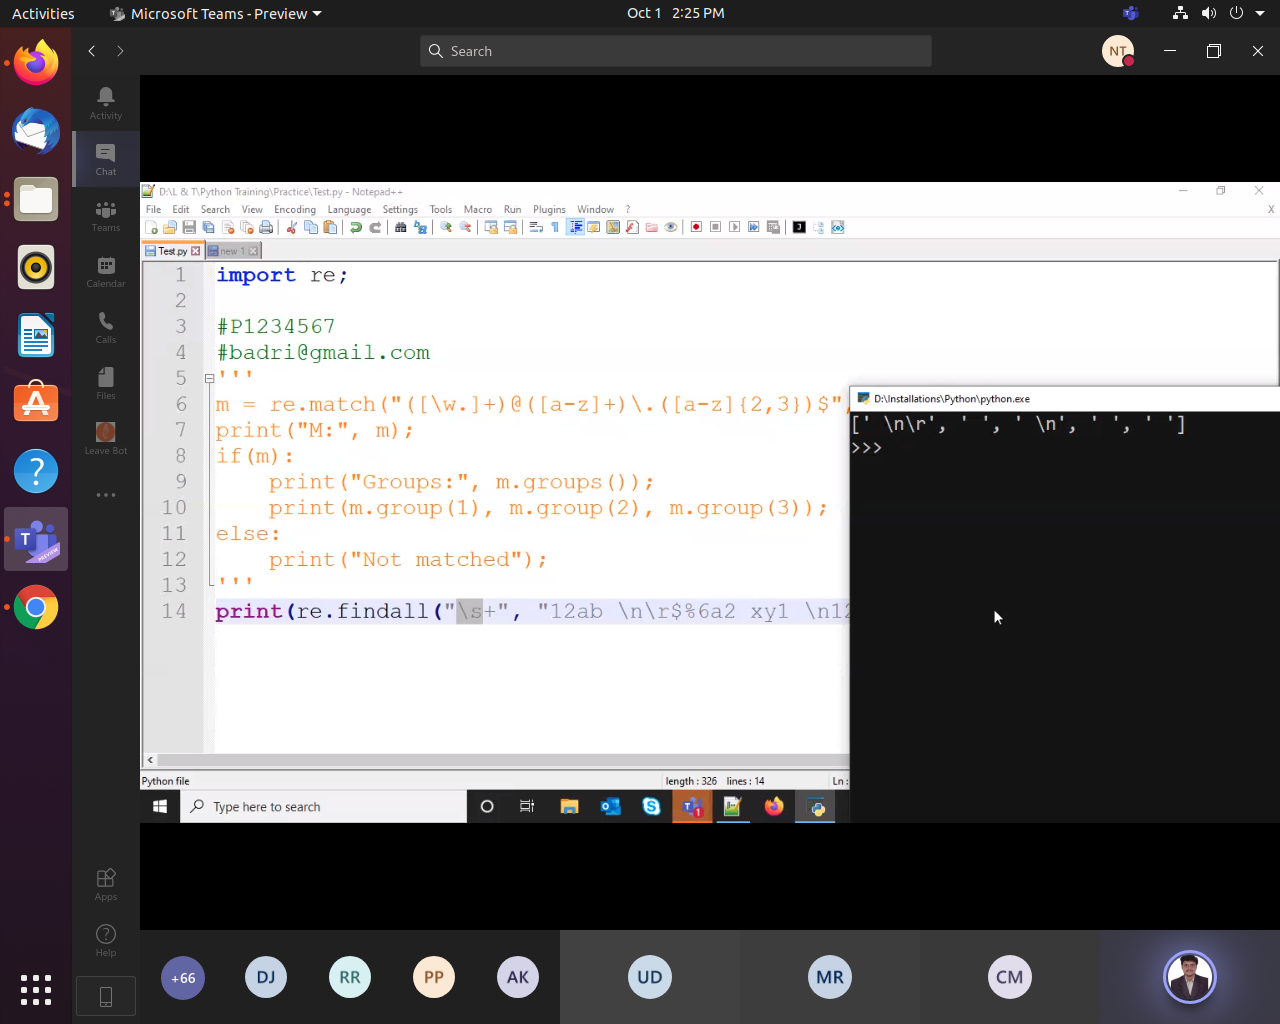 Activities
Microsoft Teams - Preview
Oct 1 2:25 PM
Search
NT
Activity
Chat
Teams
Calendar
Calls
Files
Leave Bot
Apps
Help
D:\L & T\Python Training\Practice\Test.py - Notepad++
File Edit Search View Encoding Language Settings Tools Macro Run Plugins Window ?
X
Test.py
new 1
1 import re;
2
3 #P1234567
4 #badri@gmail.com
5 '''
6 m = re.match("([\w.]+)@([a-z]+)\.([a-z]{2,3})$",
7 print("M:", m);
8 if(m):
9     print("Groups:", m.groups());
10     print(m.group(1), m.group(2), m.group(3));
11 else:
12     print("Not matched");
13 '''
14 print(re.findall("\s+", "12ab \n\r$%6a2 xy1 \n12
D:\Installations\Python\python.exe
[' \n\r', ' ', ' \n', ' ', ' ']
>>>
Python file
length : 326 lines : 14
Ln :
Type here to search
1
+66
DJ
RR
PP
AK
UD
MR
CM